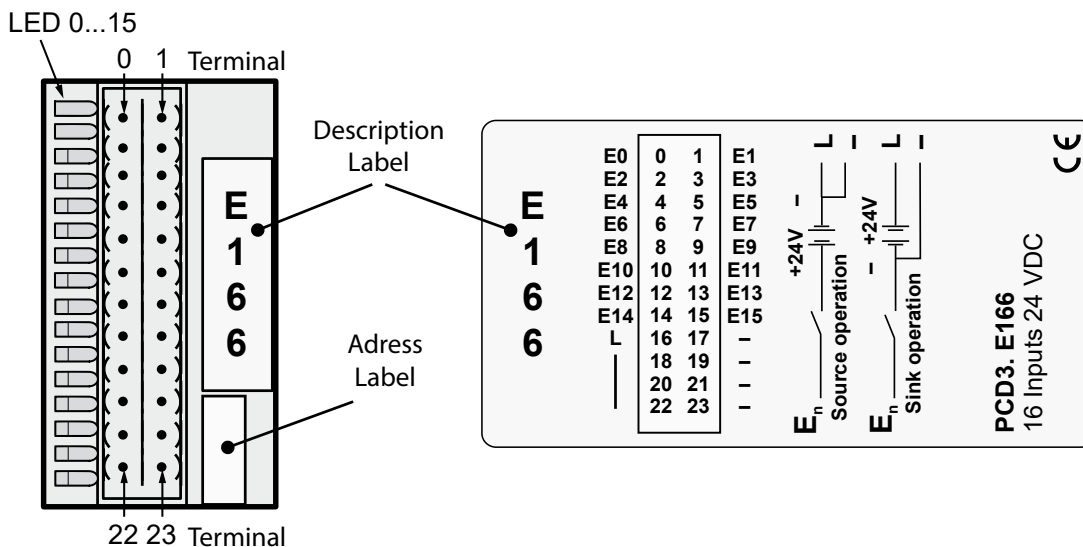 LED 0...15
0 1 Terminal
E
1
6
6
22 23 Terminal
Description
Label
Adress
Label
E
1
6
6
E0 0 1 E1
E2 2 3 E3
E4 4 5 E5
E6 6 7 E7
E8 8 9 E9
E10 10 11 E11
E12 12 13 E13
E14 14 15 E15
L 16 17 –
18 19 –
20 21 –
22 23 –
L –
+24V –
En
Source operation
L –
– +24V
En
Sink operation
PCD3. E166
16 Inputs 24 VDC
CE